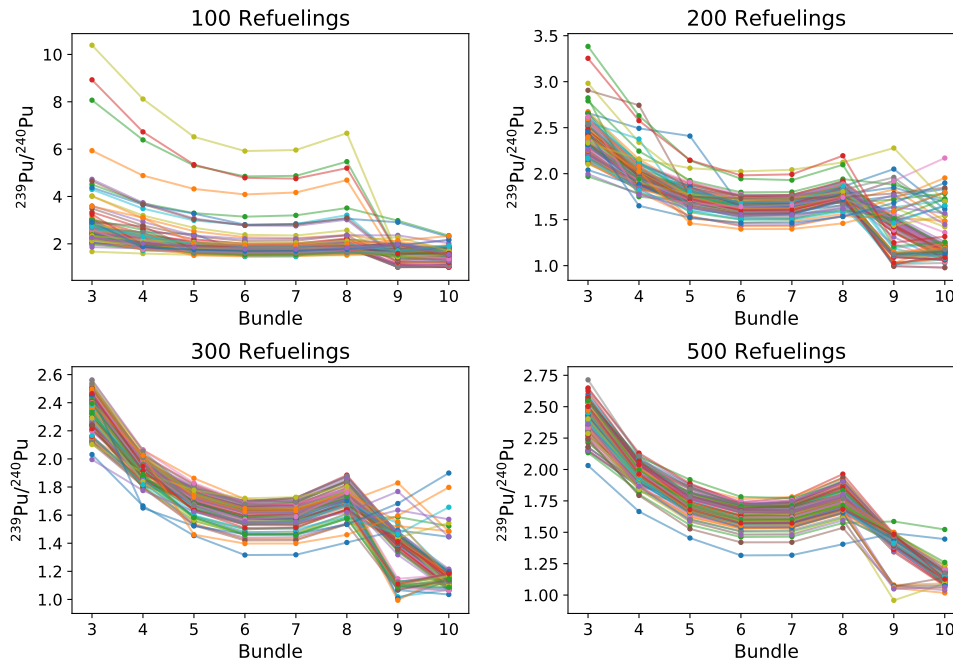 100 Refuelings
10
8
6
4
2
²³⁹Pu/²⁴⁰Pu
3 4 5 6 7 8 9 10
Bundle
200 Refuelings
3.5
3.0
2.5
2.0
1.5
1.0
²³⁹Pu/²⁴⁰Pu
3 4 5 6 7 8 9 10
Bundle
300 Refuelings
2.6
2.4
2.2
2.0
1.8
1.6
1.4
1.2
1.0
²³⁹Pu/²⁴⁰Pu
3 4 5 6 7 8 9 10
Bundle
500 Refuelings
2.75
2.50
2.25
2.00
1.75
1.50
1.25
1.00
²³⁹Pu/²⁴⁰Pu
3 4 5 6 7 8 9 10
Bundle